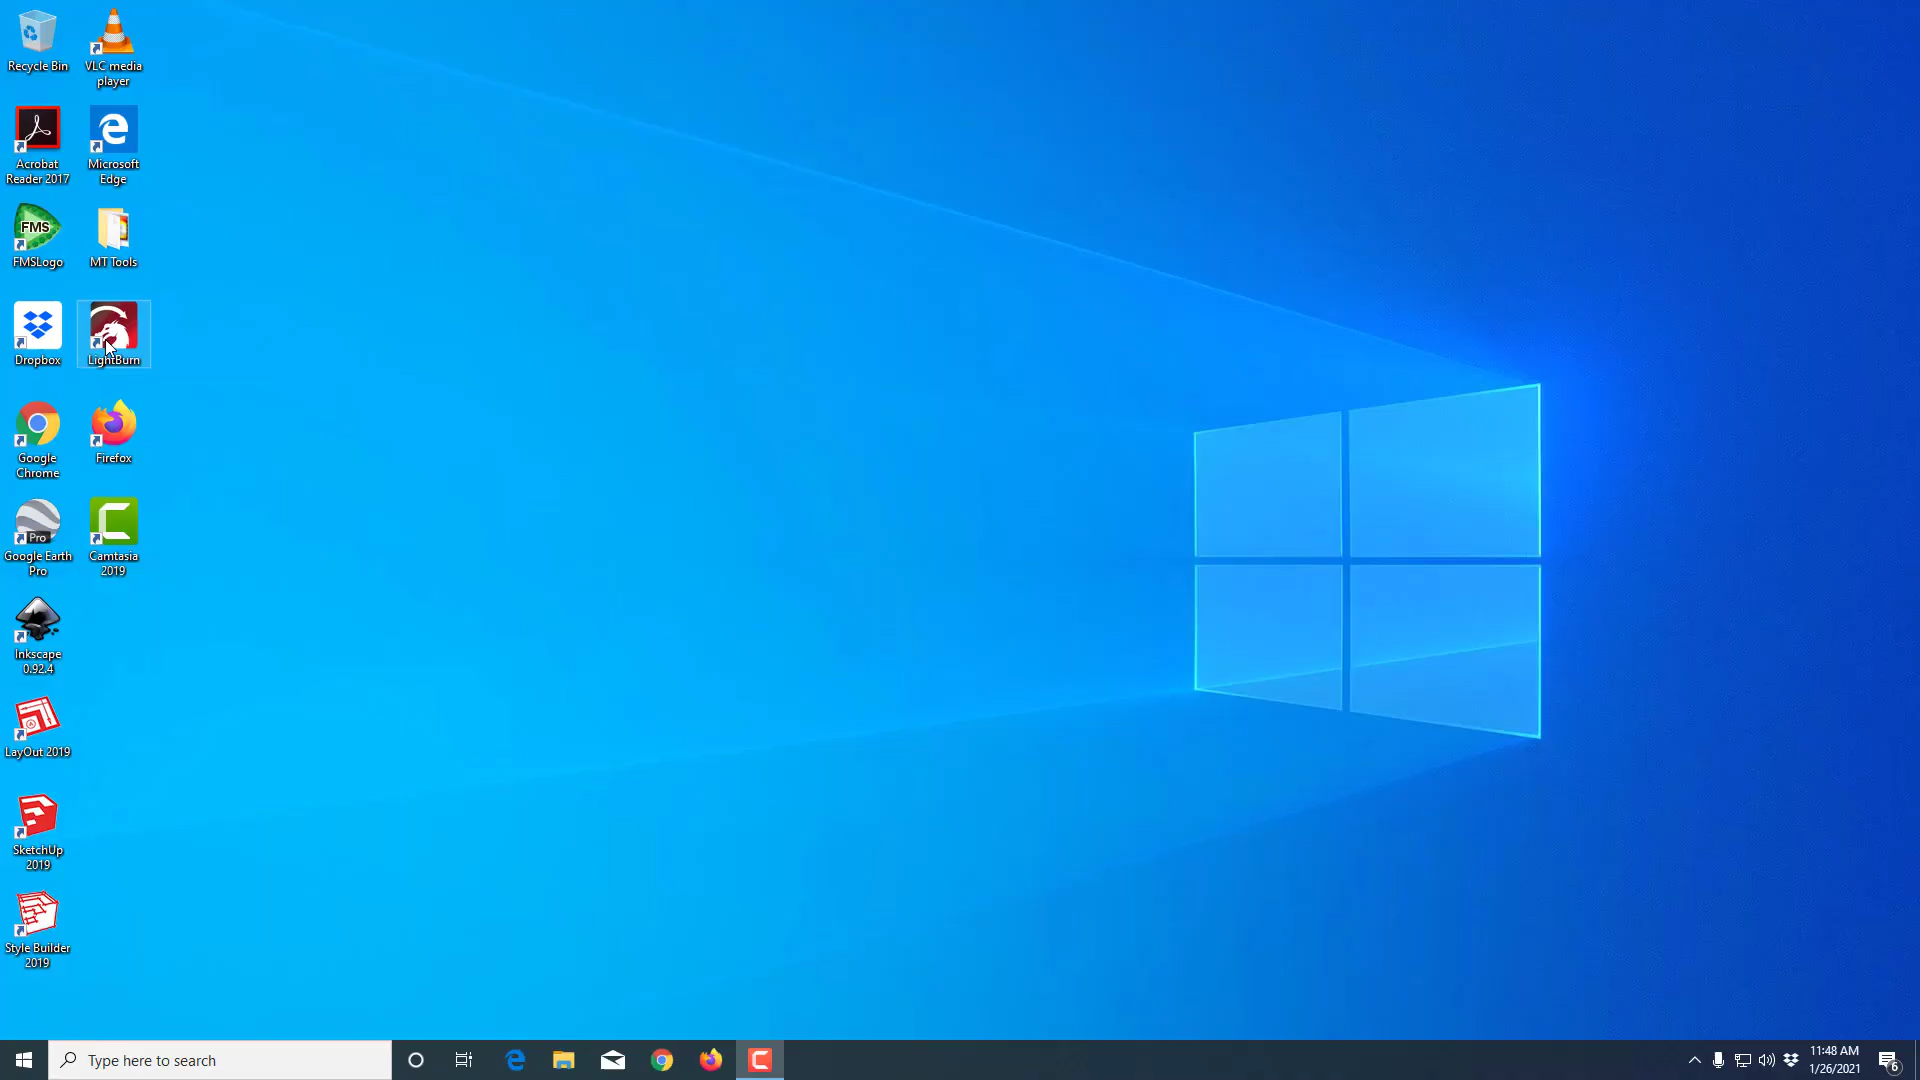 Recycle Bin
VLC media
player
Acrobat
Reader 2017
Microsoft
Edge
FMS
FMSLogo
MT Tools
Dropbox
LightBurn
Google
Chrome
Firefox
Pro
Google Earth
Pro
Camtasia
2019
Inkscape
0.92.4
LayOut 2019
SketchUp
2019
Style Builder
2019
Type here to search
11:48 AM
1/26/2021
6